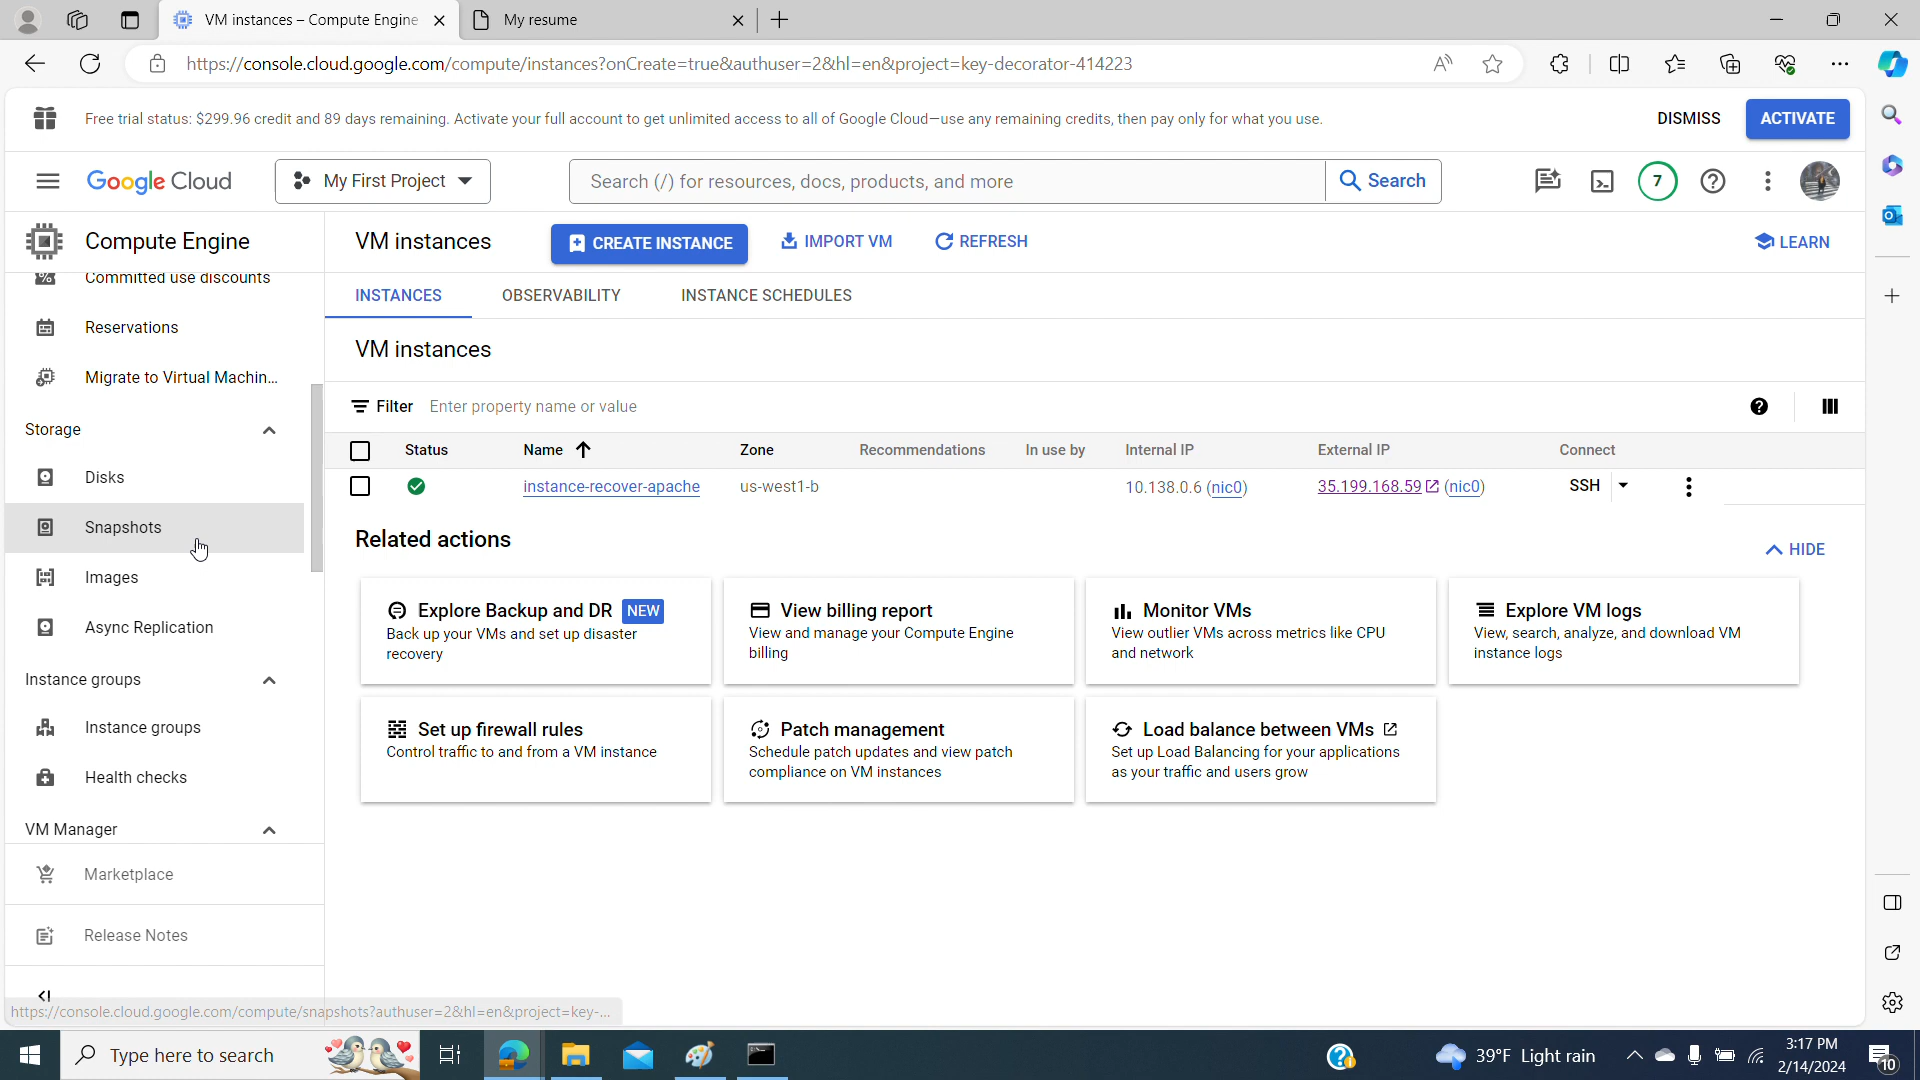 VM instances – Compute Engine
My resume
https://console.cloud.google.com/compute/instances?onCreate=true&authuser=2&hl=en&project=key-decorator-414223
Free trial status: $299.96 credit and 89 days remaining. Activate your full account to get unlimited access to all of Google Cloud—use any remaining credits, then pay only for what you use.
DISMISS
ACTIVATE
Google Cloud
My First Project
Search (/) for resources, docs, products, and more
Search
7
Compute Engine
VM instances
CREATE INSTANCE
IMPORT VM
REFRESH
LEARN
Committed use discounts
Reservations
Migrate to Virtual Machin...
Storage
Disks
Snapshots
Images
Async Replication
Instance groups
Instance groups
Health checks
VM Manager
Marketplace
Release Notes
INSTANCES
OBSERVABILITY
INSTANCE SCHEDULES
VM instances
Filter
Enter property name or value
Status
Name
Zone
Recommendations
In use by
Internal IP
External IP
Connect
instance-recover-apache
us-west1-b
10.138.0.6 (nic0)
35.199.168.59 (nic0)
SSH
Related actions
HIDE
Explore Backup and DR NEW
Back up your VMs and set up disaster
recovery
View billing report
View and manage your Compute Engine
billing
Monitor VMs
View outlier VMs across metrics like CPU
and network
Explore VM logs
View, search, analyze, and download VM
instance logs
Set up firewall rules
Control traffic to and from a VM instance
Patch management
Schedule patch updates and view patch
compliance on VM instances
Load balance between VMs
Set up Load Balancing for your applications
as your traffic and users grow
https://console.cloud.google.com/compute/snapshots?authuser=2&hl=en&project=key-...
Type here to search
39°F Light rain
3:17 PM
2/14/2024
10